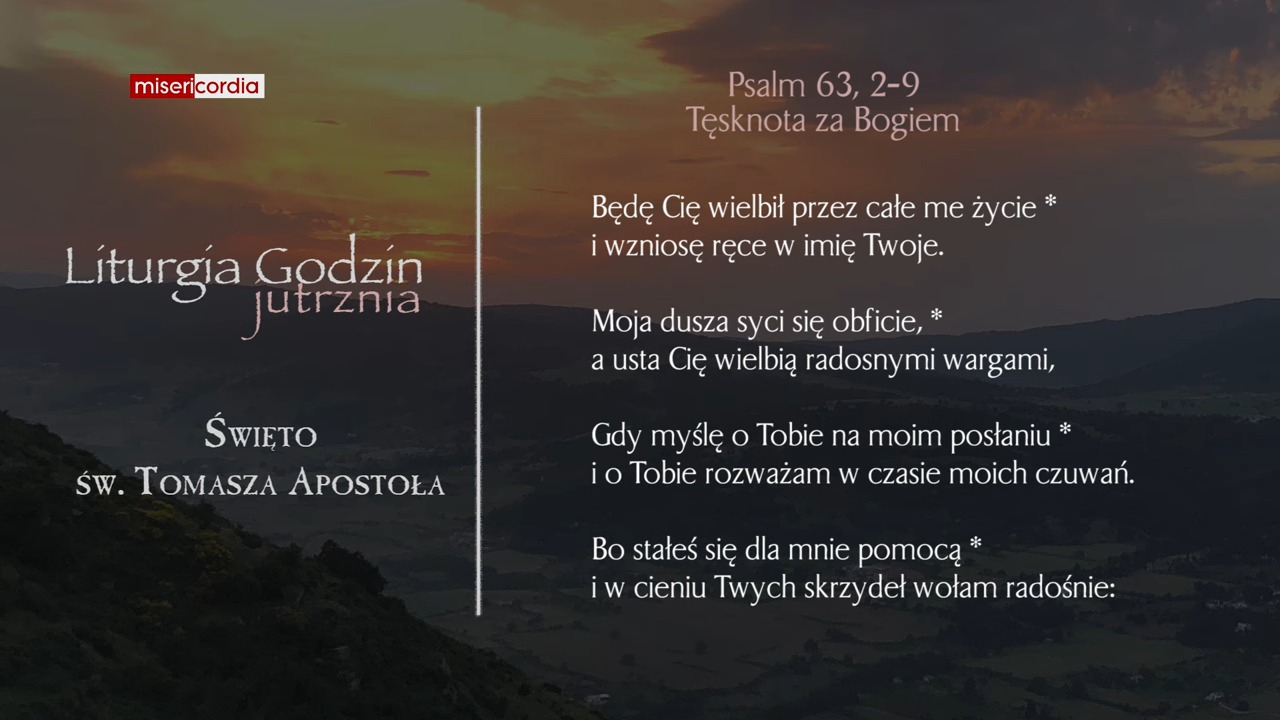 misericordia
Liturgia Godzin
jutrznia
Święto
św. Tomasza Apostoła
Psalm 63, 2-9
Tęsknota za Bogiem
Będę Cię wielbił przez całe me życie *
i wzniosę ręce w imię Twoje.
Moja dusza syci się obficie, *
a usta Cię wielbią radosnymi wargami,
Gdy myślę o Tobie na moim posłaniu *
i o Tobie rozważam w czasie moich czuwań.
Bo stałeś się dla mnie pomocą *
i w cieniu Twych skrzydeł wołam radośnie: